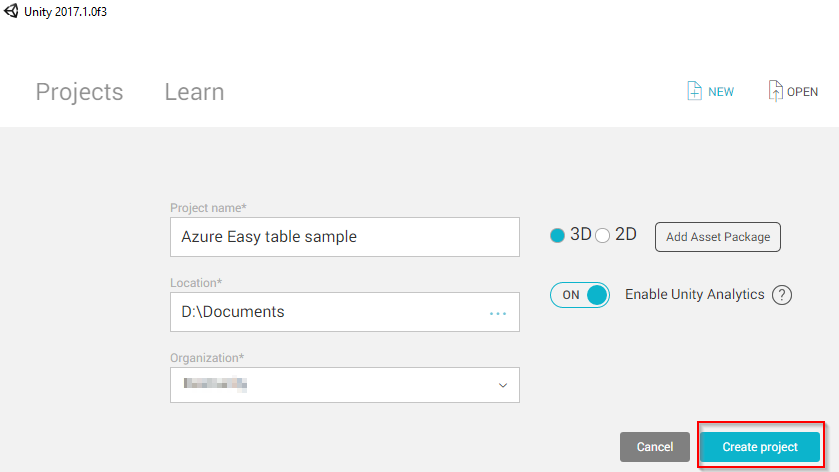 Unity 2017.1.0f3
Projects
Learn
NEW
OPEN
Project name*
Azure Easy table sample
3D
2D
Add Asset Package
Location*
D:\Documents
...
ON
Enable Unity Analytics
?
Organization*
Cancel
Create project